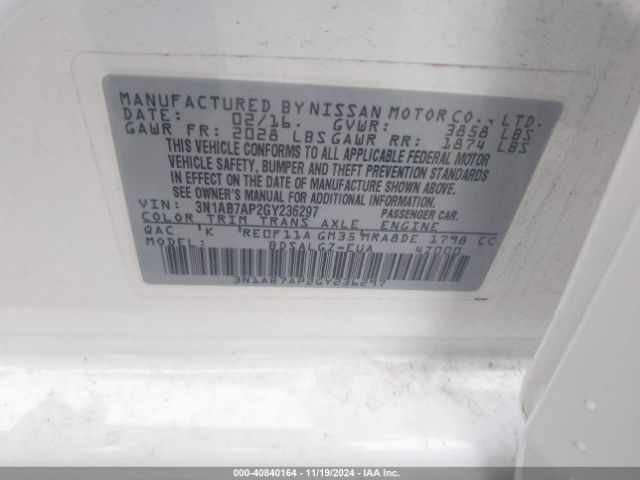 MANUFACTURED BY NISSAN MOTOR CO., LTD.
DATE: 02/16. GVWR: 3858 LBS
GAWR FR: 2028 LBS GAWR RR: 1874 LBS
THIS VEHICLE CONFORMS TO ALL APPLICABLE FEDERAL MOTOR
VEHICLE SAFETY, BUMPER AND THEFT PREVENTION STANDARDS
IN EFFECT ON THE DATE OF MANUFACTURE SHOWN ABOVE.
SEE OWNER'S MANUAL FOR ADDITIONAL INFORMATION.
VIN: 3N1AB7AP2GY236297 PASSENGER CAR.
COLOR TRIM TRANS AXLE ENGINE
QAC K RE0F11A GM35 MRA8DE 1798 CC
MODEL: BDSALGZ-EUA 47000
3N1AB7AP2GY236297
000-40840164 - 11/19/2024 - IAA Inc.